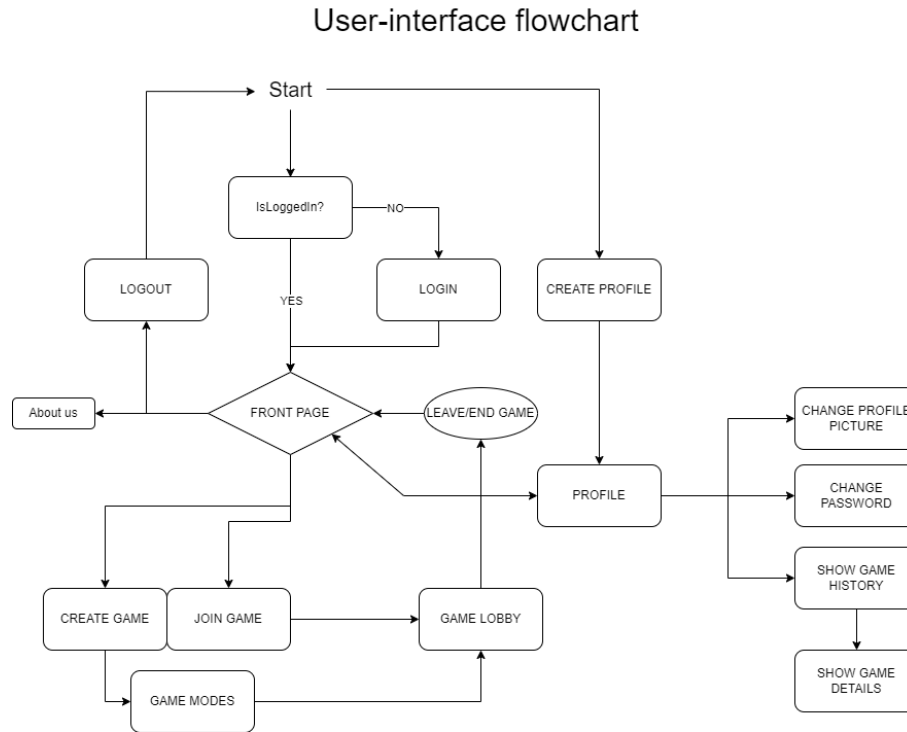 User-interface flowchart
Start
IsLoggedIn?
NO
LOGOUT
LOGIN
CREATE PROFILE
YES
About us
FRONT PAGE
LEAVE/END GAME
CHANGE PROFILE
PICTURE
PROFILE
CHANGE
PASSWORD
SHOW GAME
HISTORY
CREATE GAME
JOIN GAME
GAME LOBBY
SHOW GAME
DETAILS
GAME MODES